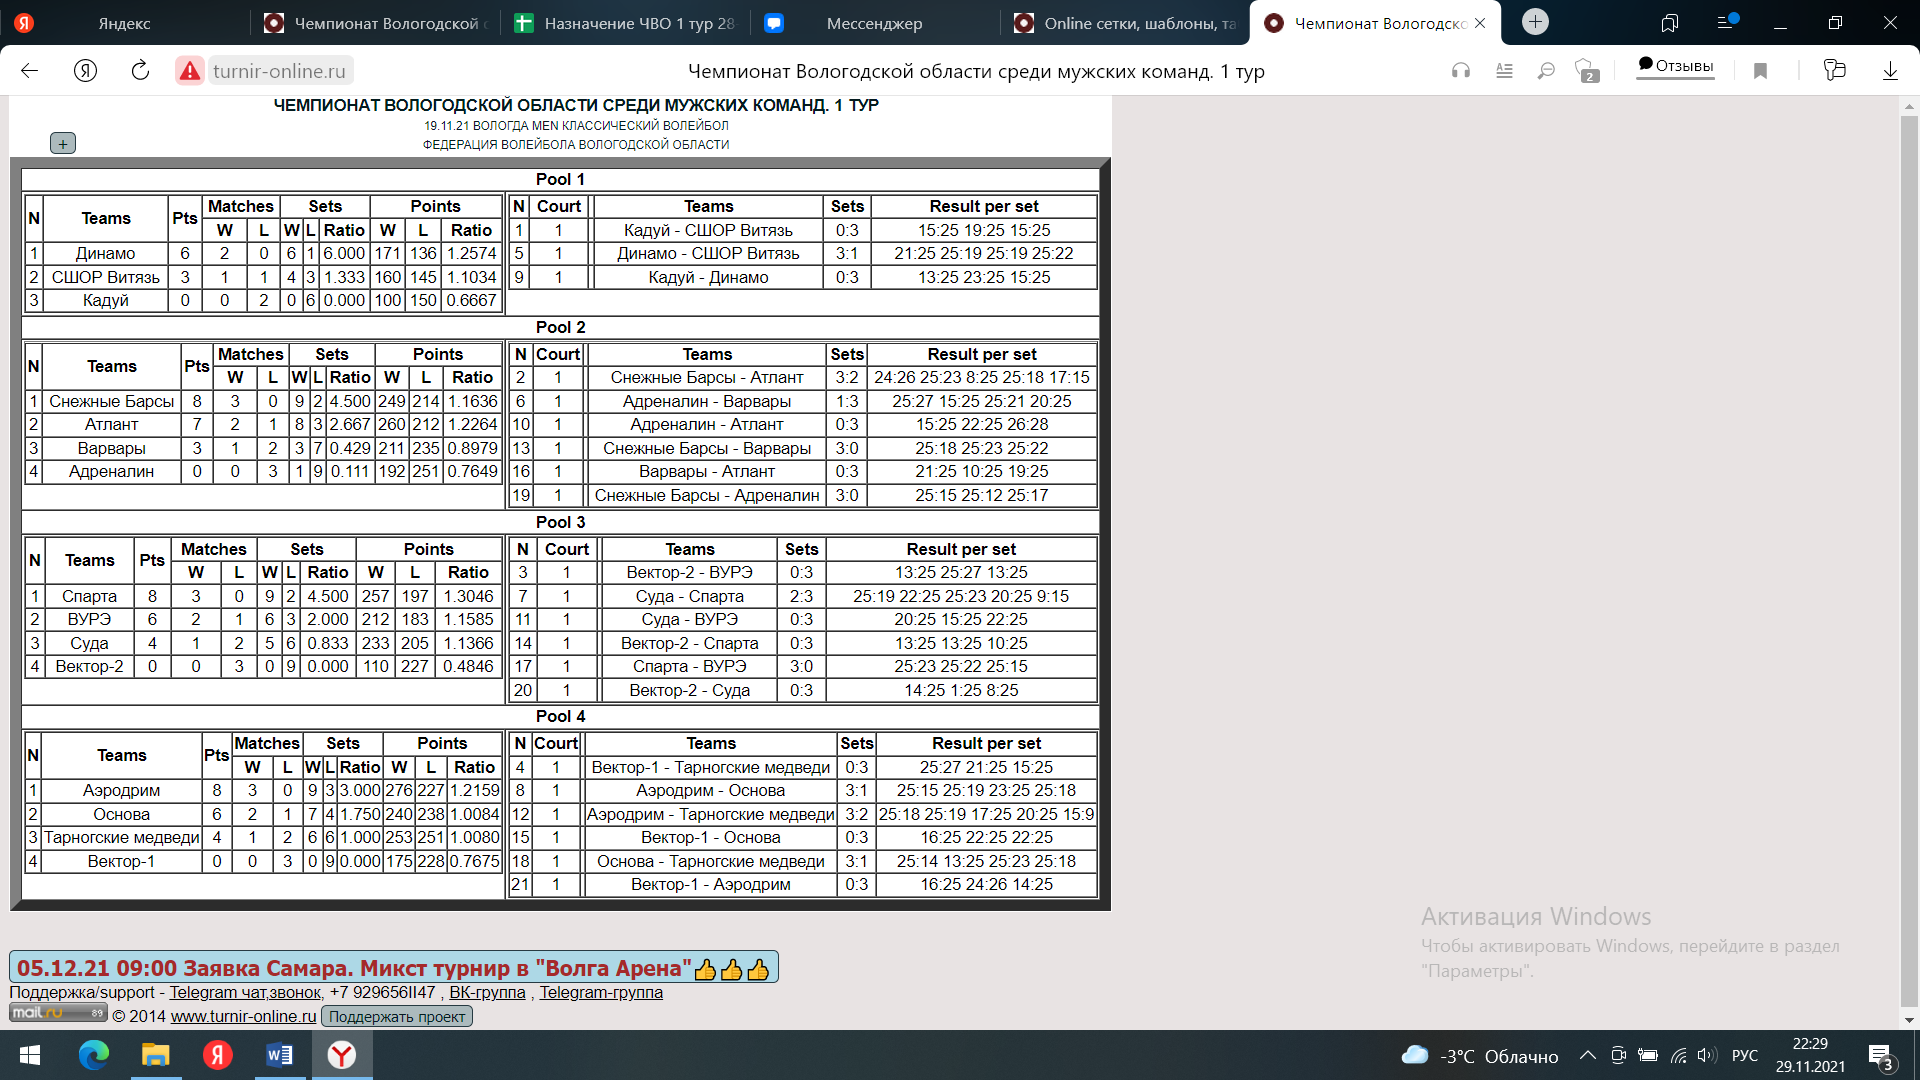 Яндекс
Чемпионат Вологодской
Назначение ЧВО 1 тур 28-
Мессенджер
Online сетки, шаблоны, та
Чемпионат Вологодско
turnir-online.ru
Чемпионат Вологодской области среди мужских команд. 1 тур
2
Отзывы
ЧЕМПИОНАТ ВОЛОГОДСКОЙ ОБЛАСТИ СРЕДИ МУЖСКИХ КОМАНД. 1 ТУР
19.11.21 ВОЛОГДА MEN КЛАССИЧЕСКИЙ ВОЛЕЙБОЛ
+
ФЕДЕРАЦИЯ ВОЛЕЙБОЛА ВОЛОГОДСКОЙ ОБЛАСТИ
Pool 1
N Teams Pts Matches Sets Points
W L W L Ratio W L Ratio
1 Динамо 6 2 0 6 1 6.000 171 136 1.2574
2 СШОР Витязь 3 1 1 4 3 1.333 160 145 1.1034
3 Кадуй 0 0 2 0 6 0.000 100 150 0.6667
N Court Teams Sets Result per set
1 1 Кадуй - СШОР Витязь 0:3 15:25 19:25 15:25
5 1 Динамо - СШОР Витязь 3:1 21:25 25:19 25:19 25:22
9 1 Кадуй - Динамо 0:3 13:25 23:25 15:25
Pool 2
N Teams Pts Matches Sets Points
W L W L Ratio W L Ratio
1 Снежные Барсы 8 3 0 9 2 4.500 249 214 1.1636
2 Атлант 7 2 1 8 3 2.667 260 212 1.2264
3 Варвары 3 1 2 3 7 0.429 211 235 0.8979
4 Адреналин 0 0 3 1 9 0.111 192 251 0.7649
N Court Teams Sets Result per set
2 1 Снежные Барсы - Атлант 3:2 24:26 25:23 8:25 25:18 17:15
6 1 Адреналин - Варвары 1:3 25:27 15:25 25:21 20:25
10 1 Адреналин - Атлант 0:3 15:25 22:25 26:28
13 1 Снежные Барсы - Варвары 3:0 25:18 25:23 25:22
16 1 Варвары - Атлант 0:3 21:25 10:25 19:25
19 1 Снежные Барсы - Адреналин 3:0 25:15 25:12 25:17
Pool 3
N Teams Pts Matches Sets Points
W L W L Ratio W L Ratio
1 Спарта 8 3 0 9 2 4.500 257 197 1.3046
2 ВУРЭ 6 2 1 6 3 2.000 212 183 1.1585
3 Суда 4 1 2 5 6 0.833 233 205 1.1366
4 Вектор-2 0 0 3 0 9 0.000 110 227 0.4846
N Court Teams Sets Result per set
3 1 Вектор-2 - ВУРЭ 0:3 13:25 25:27 13:25
7 1 Суда - Спарта 2:3 25:19 22:25 25:23 20:25 9:15
11 1 Суда - ВУРЭ 0:3 20:25 15:25 22:25
14 1 Вектор-2 - Спарта 0:3 13:25 13:25 10:25
17 1 Спарта - ВУРЭ 3:0 25:23 25:22 25:15
20 1 Вектор-2 - Суда 0:3 14:25 1:25 8:25
Pool 4
N Teams Pts Matches Sets Points
W L W L Ratio W L Ratio
1 Аэродрим 8 3 0 9 3 3.000 276 227 1.2159
2 Основа 6 2 1 7 4 1.750 240 238 1.0084
3 Тарногские медведи 4 1 2 6 6 1.000 253 251 1.0080
4 Вектор-1 0 0 3 0 9 0.000 175 228 0.7675
N Court Teams Sets Result per set
4 1 Вектор-1 - Тарногские медведи 0:3 25:27 21:25 15:25
8 1 Аэродрим - Основа 3:1 25:15 25:19 23:25 25:18
12 1 Аэродрим - Тарногские медведи 3:2 25:18 25:19 17:25 20:25 15:9
15 1 Вектор-1 - Основа 0:3 16:25 22:25 22:25
18 1 Основа - Тарногские медведи 3:1 25:14 13:25 25:23 25:18
21 1 Вектор-1 - Аэродрим 0:3 16:25 24:26 14:25
Активация Windows
Чтобы активировать Windows, перейдите в раздел
"Параметры".
05.12.21 09:00 Заявка Самара. Микст турнир в "Волга Арена"👍👍👍
Поддержка/support - Telegram чат,звонок, +7 929656II47 , ВК-группа , Telegram-группа
mail.ru 89 © 2014 www.turnir-online.ru Поддержать проект
-3°C Облачно
РУС
22:29
29.11.2021
3